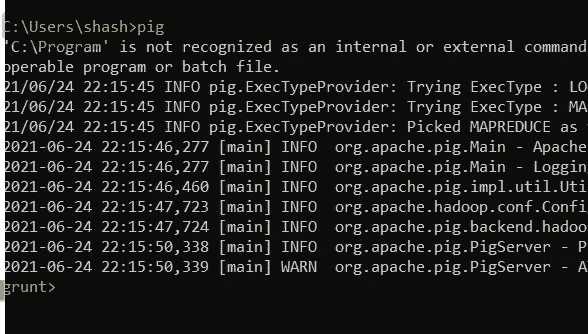 C:\Users\shash>pig
'C:\Program' is not recognized as an internal or external command
operable program or batch file.
21/06/24 22:15:45 INFO pig.ExecTypeProvider: Trying ExecType : LO
21/06/24 22:15:45 INFO pig.ExecTypeProvider: Trying ExecType : MA
21/06/24 22:15:45 INFO pig.ExecTypeProvider: Picked MAPREDUCE as
2021-06-24 22:15:46,277 [main] INFO  org.apache.pig.Main - Apache
2021-06-24 22:15:46,277 [main] INFO  org.apache.pig.Main - Loggin
2021-06-24 22:15:46,460 [main] INFO  org.apache.pig.impl.util.Uti
2021-06-24 22:15:47,723 [main] INFO  org.apache.hadoop.conf.Confi
2021-06-24 22:15:47,724 [main] INFO  org.apache.pig.backend.hadoo
2021-06-24 22:15:50,338 [main] INFO  org.apache.pig.PigServer - P
2021-06-24 22:15:50,339 [main] WARN  org.apache.pig.PigServer - A
grunt>